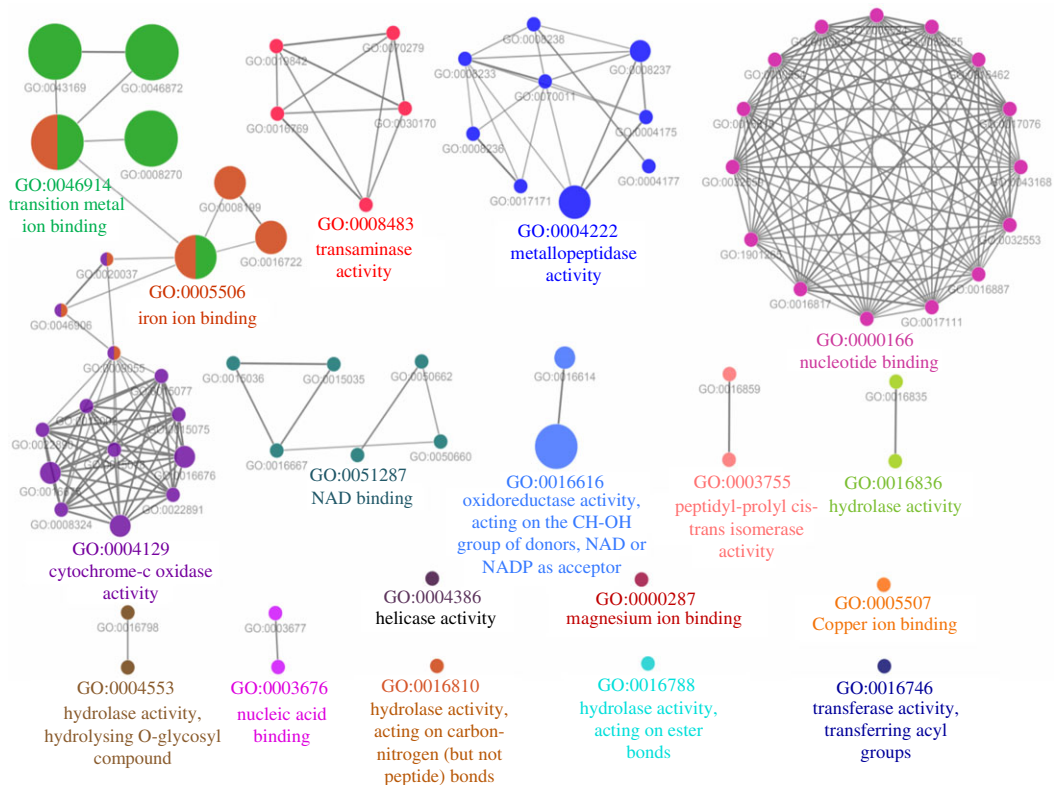 GO:0043169
GO:0046872
GO:0008270
GO:0046914
transition metal
ion binding
GO:0008199
GO:0016722
GO:0005506
iron ion binding
GO:0020037
GO:0046906
GO:0070279
GO:0019842
GO:0016769
GO:0030170
GO:0008483
transaminase
activity
GO:0008238
GO:0008233
GO:0008237
GO:0070011
GO:0004175
GO:0008236
GO:0004177
GO:0017171
GO:0004222
metallopeptidase
activity
GO:0017076
GO:0043168
GO:0032553
GO:0016887
GO:0017111
GO:0016817
GO:0000166
nucleotide binding
GO:0022891
GO:0008324
GO:0004129
cytochrome-c oxidase
activity
GO:0015036
GO:0015035
GO:0050662
GO:0016667
GO:0050660
GO:0051287
NAD binding
GO:0016614
GO:0016616
oxidoreductase activity,
acting on the CH-OH
group of donors, NAD or
NADP as acceptor
GO:0016859
GO:0003755
peptidyl-prolyl cis-
trans isomerase
activity
GO:0016835
GO:0016836
hydrolase activity
GO:0004386
helicase activity
GO:0000287
magnesium ion binding
GO:0005507
Copper ion binding
GO:0016798
GO:0004553
hydrolase activity,
hydrolysing O-glycosyl
compound
GO:0003677
GO:0003676
nucleic acid
binding
GO:0016810
hydrolase activity,
acting on carbon-
nitrogen (but not
peptide) bonds
GO:0016788
hydrolase activity,
acting on ester
bonds
GO:0016746
transferase activity,
transferring acyl
groups